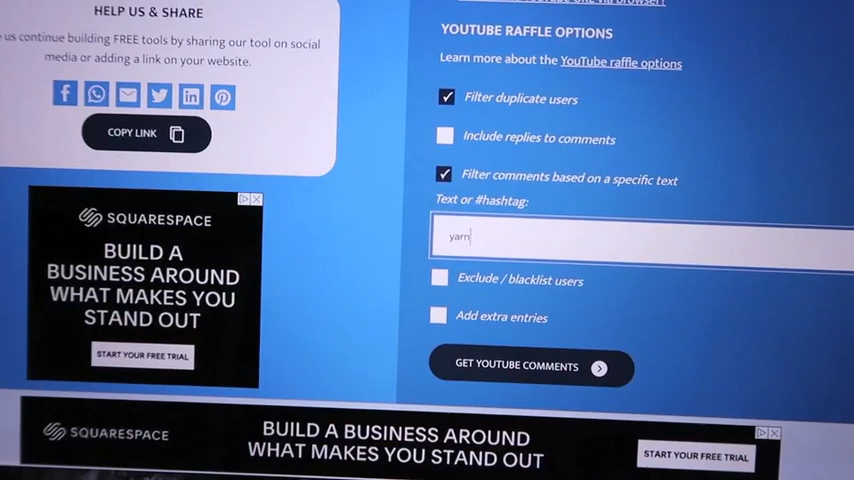 HELP US & SHARE
us continue building FREE tools by sharing our tool on social
media or adding a link on your website.
COPY LINK
SQUARESPACE
BUILD A
BUSINESS AROUND
WHAT MAKES YOU
STAND OUT
START YOUR FREE TRIAL
YOUTUBE RAFFLE OPTIONS
Learn more about the YouTube raffle options
Filter duplicate users
Include replies to comments
Filter comments based on a specific text
Text or #hashtag:
yarn
Exclude / blacklist users
Add extra entries
GET YOUTUBE COMMENTS
SQUARESPACE
BUILD A BUSINESS AROUND
WHAT MAKES YOU STAND OUT
START YOUR FREE TRIAL